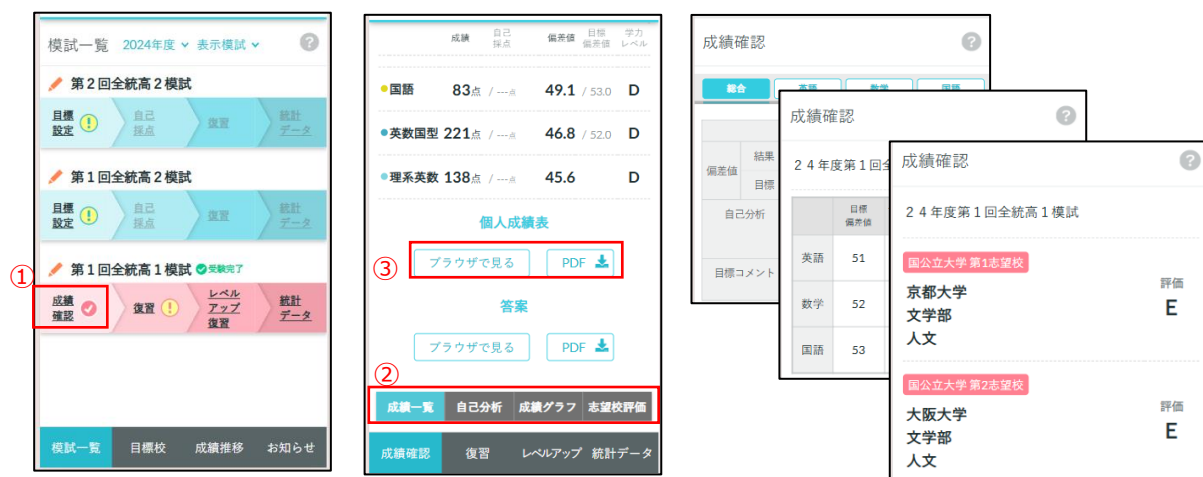 模試一覧 2024年度 表示模試 ?
第2回全統高2模試
目標設定 ! 自己採点 復習 統計データ
第1回全統高2模試
目標設定 ! 自己採点 復習 統計データ
①
第1回全統高1模試 受験完了
成績確認 復習 ! レベルアップ復習 統計データ
模試一覧 目標校 成績推移 お知らせ
成績 自己採点 偏差値 目標偏差値 学力レベル
国語 83点 / ---点 49.1 / 53.0 D
英数国型 221点 / ---点 46.8 / 52.0 D
理系英数 138点 / ---点 45.6 D
個人成績表
③
ブラウザで見る PDF
答案
ブラウザで見る PDF
②
成績一覧 自己分析 成績グラフ 志望校評価
成績確認 復習 レベルアップ 統計データ
成績確認 ?
総合
偏差値 結果
目標
自己分析
目標コメント
成績確認 ?
24年度第1回全
目標偏差値
英語 51
数学 52
国語 53
成績確認 ?
24年度第1回全統高1模試
国公立大学 第1志望校
京都大学 評価
文学部 E
人文
国公立大学 第2志望校
大阪大学 評価
文学部 E
人文